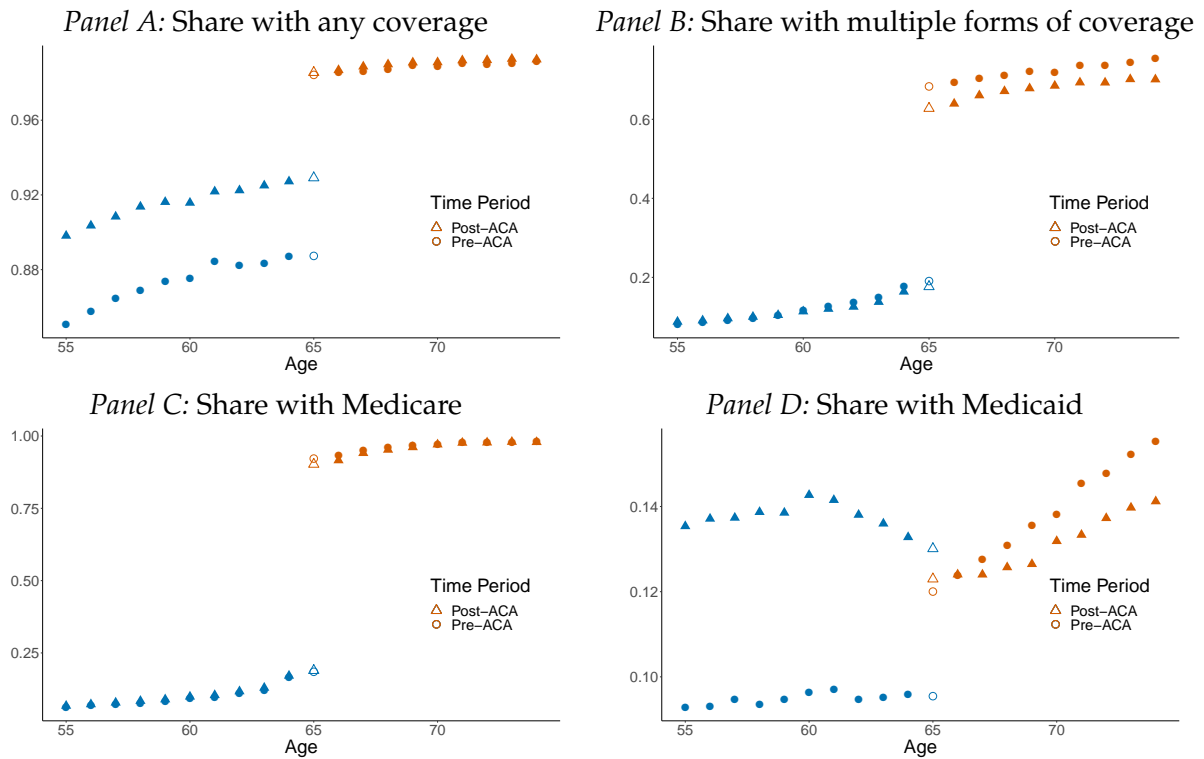 Panel A: Share with any coverage
0.96
0.92
0.88
55 60 65 70
Age
Time Period
Post−ACA
Pre−ACA
Panel B: Share with multiple forms of coverage
0.6
0.4
0.2
55 60 65 70
Age
Time Period
Post−ACA
Pre−ACA
Panel C: Share with Medicare
1.00
0.75
0.50
0.25
55 60 65 70
Age
Time Period
Post−ACA
Pre−ACA
Panel D: Share with Medicaid
0.14
0.12
0.10
55 60 65 70
Age
Time Period
Post−ACA
Pre−ACA